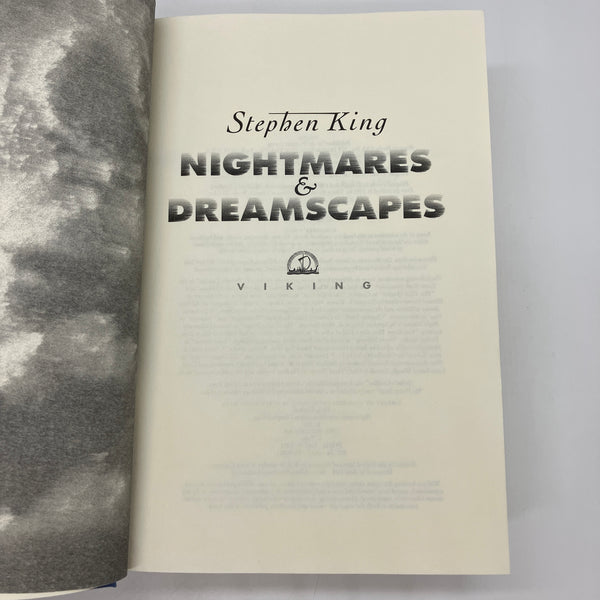 Stephen King
NIGHTMARES
&
DREAMSCAPES
VIKING